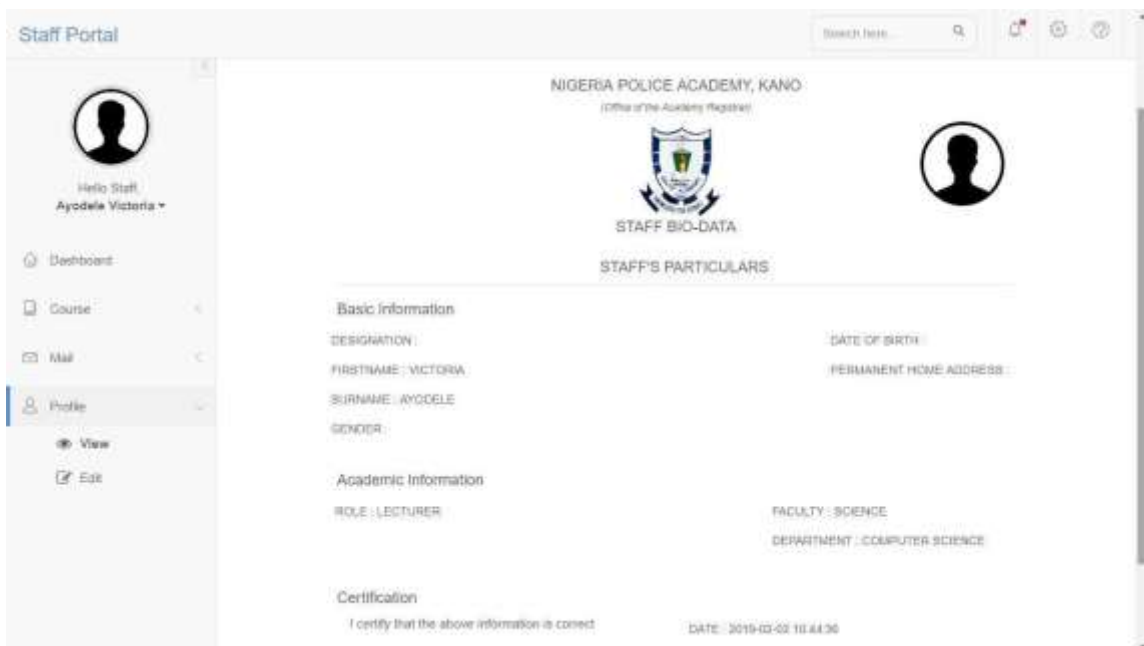 Staff Portal
Search here...
Hello Staff,
Ayodele Victoria
Dashboard
Course
Mail
Profile
View
Edit
NIGERIA POLICE ACADEMY, KANO
(Office of the Academy Registrar)
STAFF BIO-DATA
STAFF'S PARTICULARS
Basic Information
DESIGNATION :
DATE OF BIRTH :
FIRSTNAME : VICTORIA
PERMANENT HOME ADDRESS :
SURNAME : AYODELE
GENDER :
Academic Information
ROLE : LECTURER
FACULTY : SCIENCE
DEPARTMENT : COMPUTER SCIENCE
Certification
I certify that the above information is correct
DATE : 2019-02-02 10:44:36